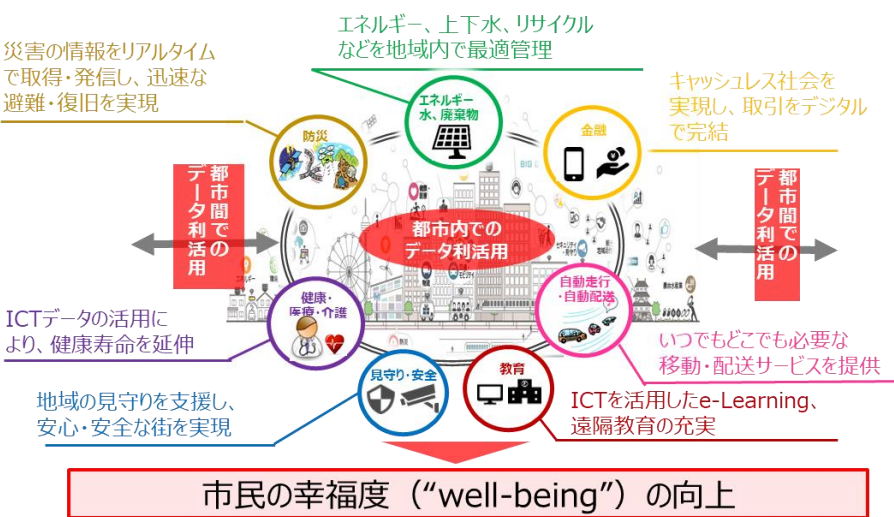 エネルギー、上下水、リサイクル
などを地域内で最適管理
災害の情報をリアルタイム
で取得・発信し、迅速な
避難・復旧を実現
キャッシュレス社会を
実現し、取引をデジタル
で完結
エネルギー
水、廃棄物
防災
金融
都市間での
データ利活用
都市内での
データ利活用
都市間での
データ利活用
健康・
医療・介護
自動走行
・自動配送
ICTデータの活用に
より、健康寿命を延伸
いつでもどこでも必要な
移動・配送サービスを提供
見守り・安全
教育
地域の見守りを支援し、
安心・安全な街を実現
ICTを活用したe-Learning、
遠隔教育の充実
市民の幸福度（“well-being”）の向上